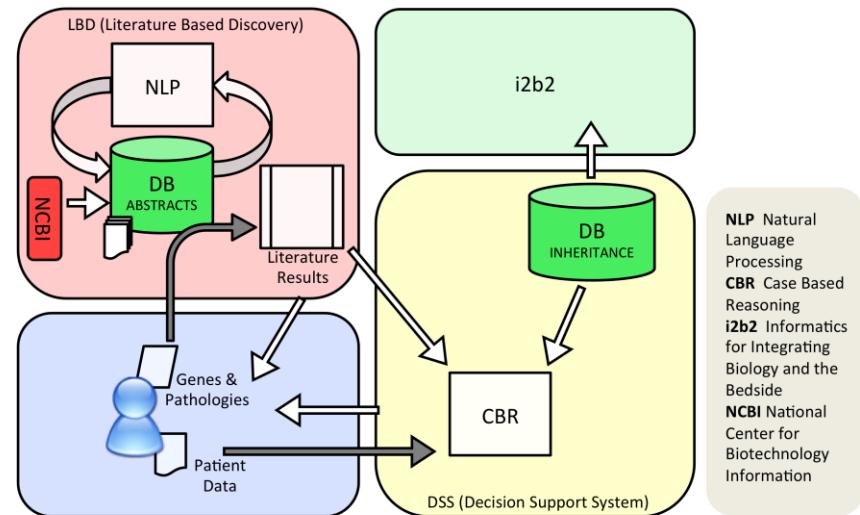 LBD (Literature Based Discovery)
NLP
DB
ABSTRACTS
NCBI
Literature
Results
i2b2
DB
INHERITANCE
Genes &
Pathologies
Patient
Data
CBR
DSS (Decision Support System)
NLP Natural
Language
Processing
CBR Case Based
Reasoning
i2b2 Informatics
for Integrating
Biology and the
Bedside
NCBI National
Center for
Biotechnology
Information